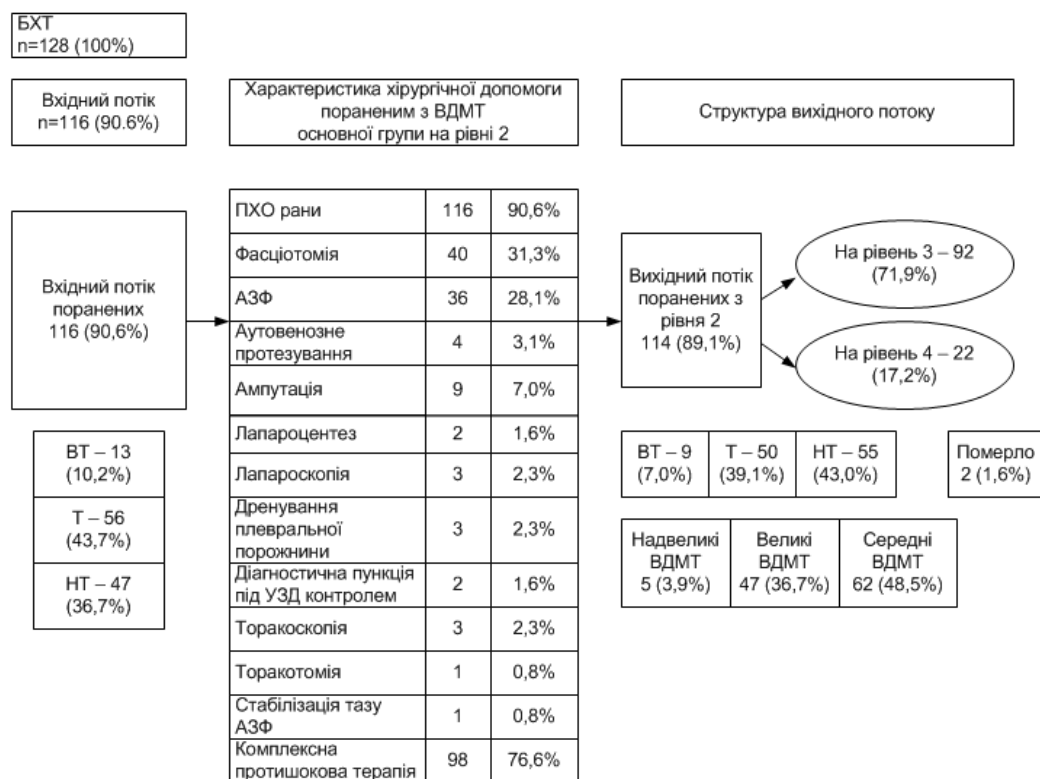 БХТ
n=128 (100%)
Вхідний потік
n=116 (90.6%)
Характеристика хірургічної допомоги
пораненим з ВДМТ
основної групи на рівні 2
Структура вихідного потоку
Вхідний потік
поранених
116 (90,6%)
ВТ – 13
(10,2%)
Т – 56
(43,7%)
НТ – 47
(36,7%)
ПХО рани 116 90,6%
Фасціотомія 40 31,3%
АЗФ 36 28,1%
Аутовенозне
протезування 4 3,1%
Ампутація 9 7,0%
Лапароцентез 2 1,6%
Лапароскопія 3 2,3%
Дренування
плевральної 3 2,3%
порожнини
Діагностична пункція
під УЗД контролем 2 1,6%
Торакоскопія 3 2,3%
Торакотомія 1 0,8%
Стабілізація тазу
АЗФ 1 0,8%
Комплексна
протишокова терапія 98 76,6%
Вихідний потік
поранених з
рівня 2
114 (89,1%)
На рівень 3 – 92
(71,9%)
На рівень 4 – 22
(17,2%)
ВТ – 9
(7,0%)
Т – 50
(39,1%)
НТ – 55
(43,0%)
Померло
2 (1,6%)
Надвеликі
ВДМТ
5 (3,9%)
Великі
ВДМТ
47 (36,7%)
Середні
ВДМТ
62 (48,5%)